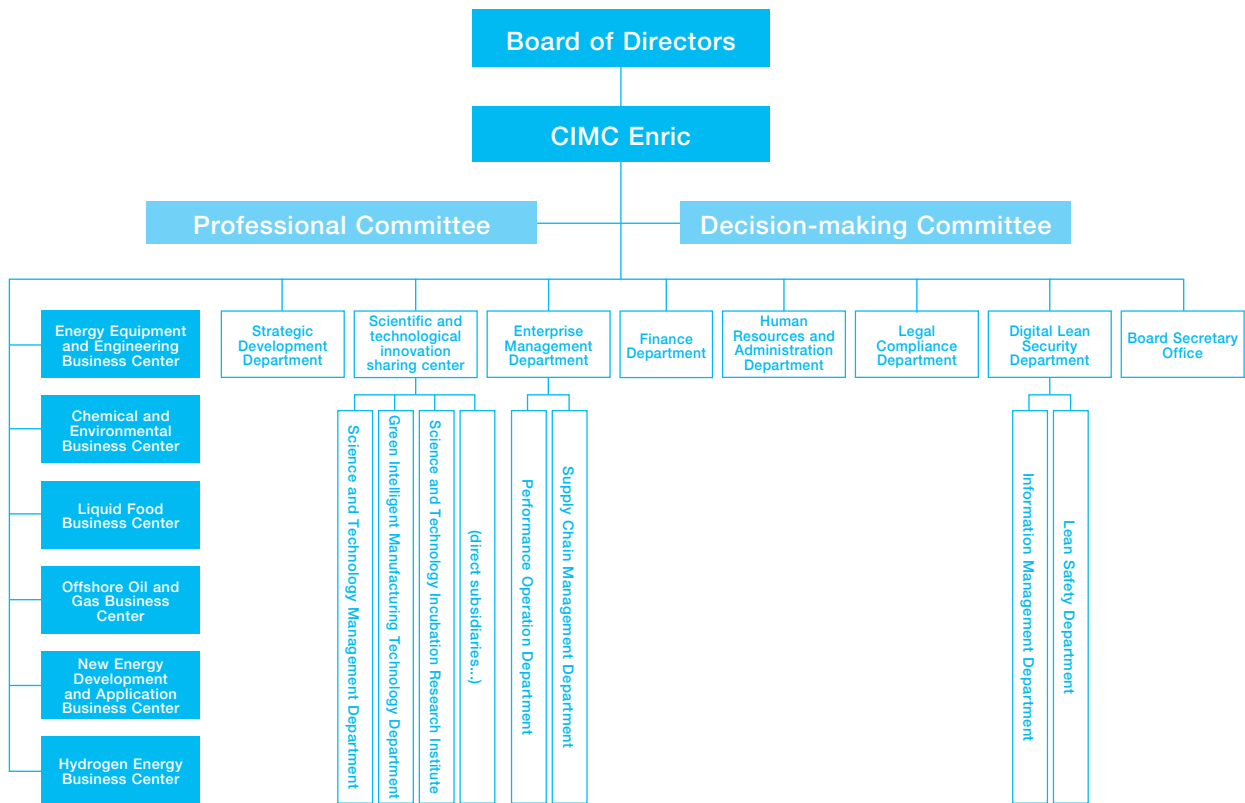 Board of Directors
CIMC Enric
Professional Committee
Decision-making Committee
Energy Equipment
and Engineering
Business Center
Chemical and
Environmental
Business Center
Liquid Food
Business Center
Offshore Oil and
Gas Business
Center
New Energy
Development
and Application
Business Center
Hydrogen Energy
Business Center
Strategic
Development
Department
Scientific and
technological
innovation
sharing center
Science and Technology Management Department
Green Intelligent Manufacturing Technology Department
Science and Technology Incubation Research Institute
(direct subsidiaries...)
Enterprise
Management
Department
Performance Operation Department
Supply Chain Management Department
Finance
Department
Human
Resources and
Administration
Department
Legal
Compliance
Department
Digital Lean
Security
Department
Information Management Department
Lean Safety Department
Board Secretary
Office